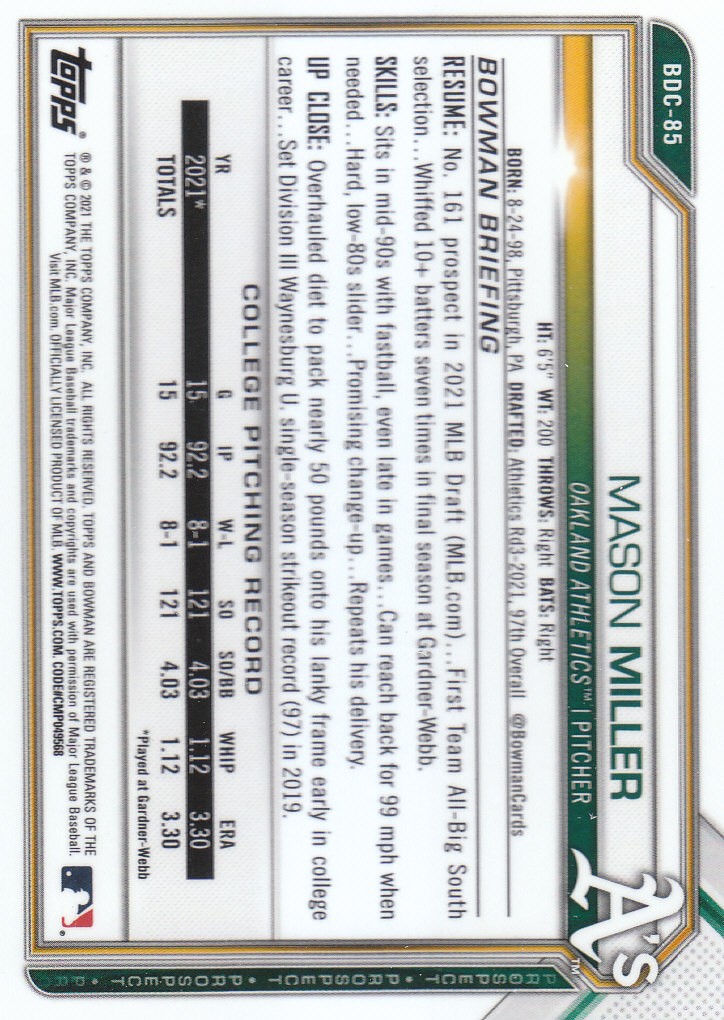 BDC-85
MASON MILLER
OAKLAND ATHLETICS™ | PITCHER
A's™
HT: 6'5" WT: 200 THROWS: Right BATS: Right
BORN: 8-24-98, Pittsburgh, PA DRAFTED: Athletics Rd3-2021, 97th Overall @BowmanCards
BOWMAN BRIEFING
RESUME: No. 161 prospect in 2021 MLB Draft (MLB.com)...First Team All-Big South
selection...Whiffed 10+ batters seven times in final season at Gardner-Webb.
SKILLS: Sits in mid-90s with fastball, even late in games...Can reach back for 99 mph when
needed...Hard, low-80s slider...Promising change-up...Repeats his delivery.
UP CLOSE: Overhauled diet to pack nearly 50 pounds onto his lanky frame early in college
career...Set Division III Waynesburg U. single-season strikeout record (97) in 2019.
COLLEGE PITCHING RECORD
YR G IP W-L SO SO/BB WHIP ERA
2021* 15 92.2 8-1 121 4.03 1.12 3.30
TOTALS 15 92.2 8-1 121 4.03 1.12 3.30
*Played at Gardner-Webb
topps®
® & © 2021 THE TOPPS COMPANY, INC. ALL RIGHTS RESERVED. TOPPS AND BOWMAN ARE REGISTERED TRADEMARKS OF THE
TOPPS COMPANY, INC. Major League Baseball trademarks and copyrights are used with permission of Major League Baseball.
Visit MLB.com. OFFICIALLY LICENSED PRODUCT OF MLB. WWW.TOPPS.COM. CODE#CMP049568
PROSPECT • PROSPECT • PROSPECT • PROSPECT • PR